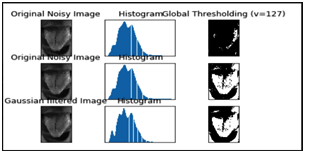 Original Noisy Image Histogram Global Thresholding (v=127)
Original Noisy Image Histogram
Gaussian filtered Image Histogram